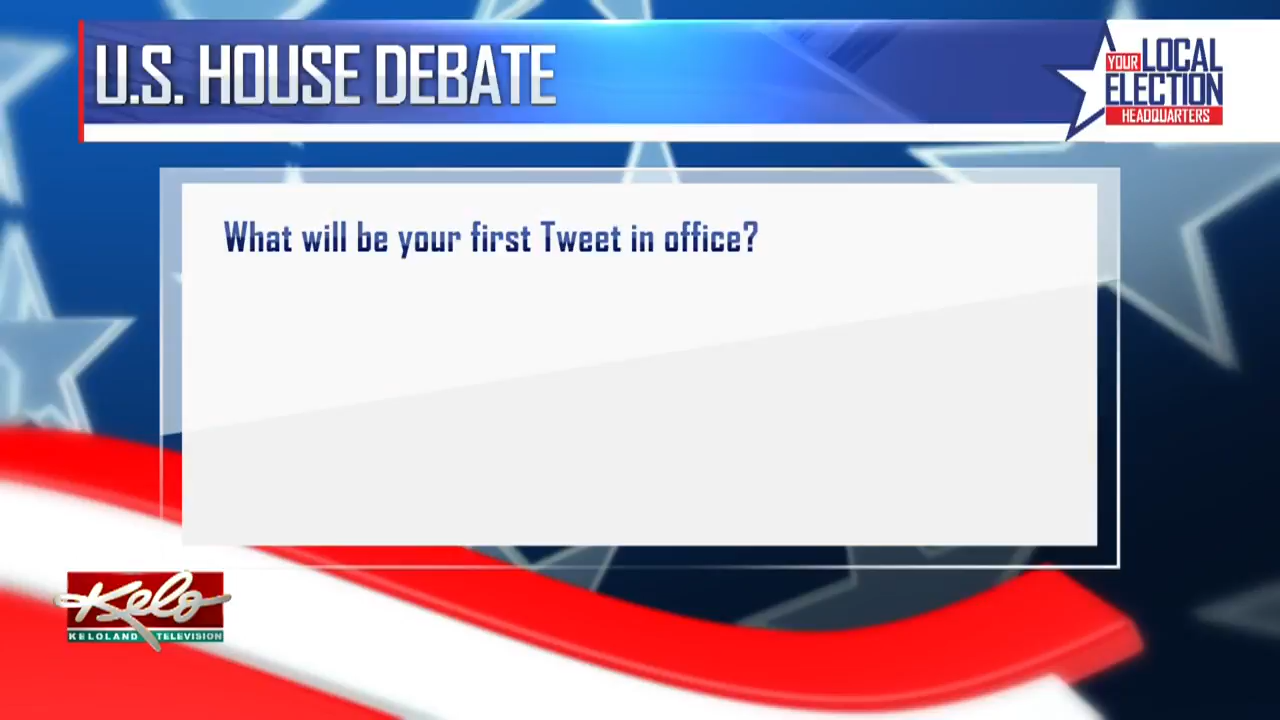 U.S. HOUSE DEBATE
YOUR LOCAL
ELECTION
HEADQUARTERS
What will be your first Tweet in office?
Kelo
KELOLAND TELEVISION